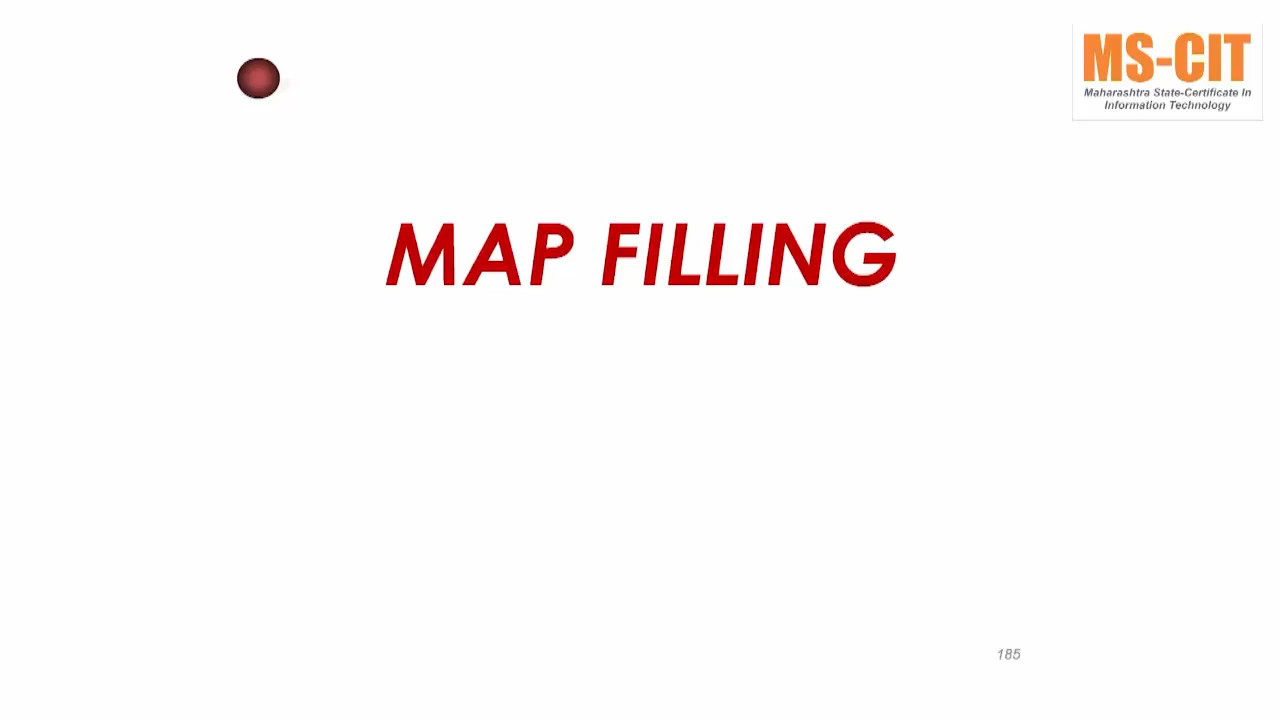 MS-CIT
Maharashtra State-Certificate In
Information Technology
MAP FILLING
185